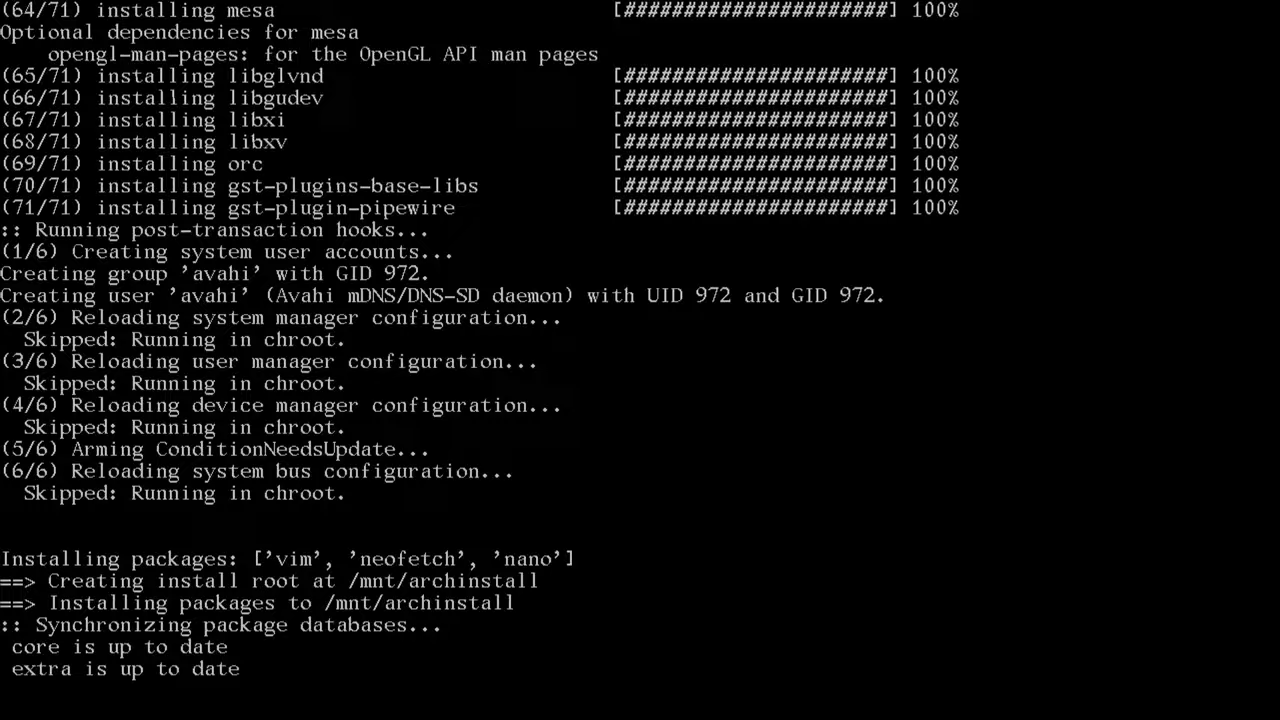 (64/71) installing mesa [######################] 100%
Optional dependencies for mesa
opengl-man-pages: for the OpenGL API man pages
(65/71) installing libglvnd [######################] 100%
(66/71) installing libgudev [######################] 100%
(67/71) installing libxi [######################] 100%
(68/71) installing libxv [######################] 100%
(69/71) installing orc [######################] 100%
(70/71) installing gst-plugins-base-libs [######################] 100%
(71/71) installing gst-plugin-pipewire [######################] 100%
:: Running post-transaction hooks...
(1/6) Creating system user accounts...
Creating group 'avahi' with GID 972.
Creating user 'avahi' (Avahi mDNS/DNS-SD daemon) with UID 972 and GID 972.
(2/6) Reloading system manager configuration...
Skipped: Running in chroot.
(3/6) Reloading user manager configuration...
Skipped: Running in chroot.
(4/6) Reloading device manager configuration...
Skipped: Running in chroot.
(5/6) Arming ConditionNeedsUpdate...
(6/6) Reloading system bus configuration...
Skipped: Running in chroot.
Installing packages: ['vim', 'neofetch', 'nano']
==> Creating install root at /mnt/archinstall
==> Installing packages to /mnt/archinstall
:: Synchronizing package databases...
core is up to date
extra is up to date